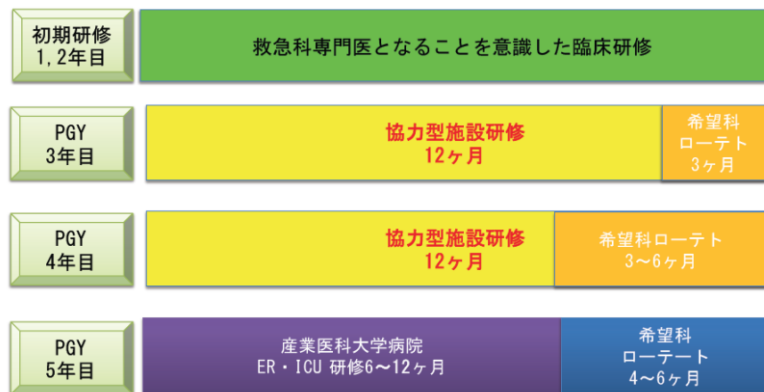 初期研修
1,2年目
救急科専門医となることを意識した臨床研修
PGY
3年目
協力型施設研修
12ヶ月
希望科
ローテト
3ヶ月
PGY
4年目
協力型施設研修
12ヶ月
希望科ローテト
3〜6ヶ月
PGY
5年目
産業医科大学病院
ER・ICU 研修6〜12ヶ月
希望科
ローテート
4〜6ヶ月